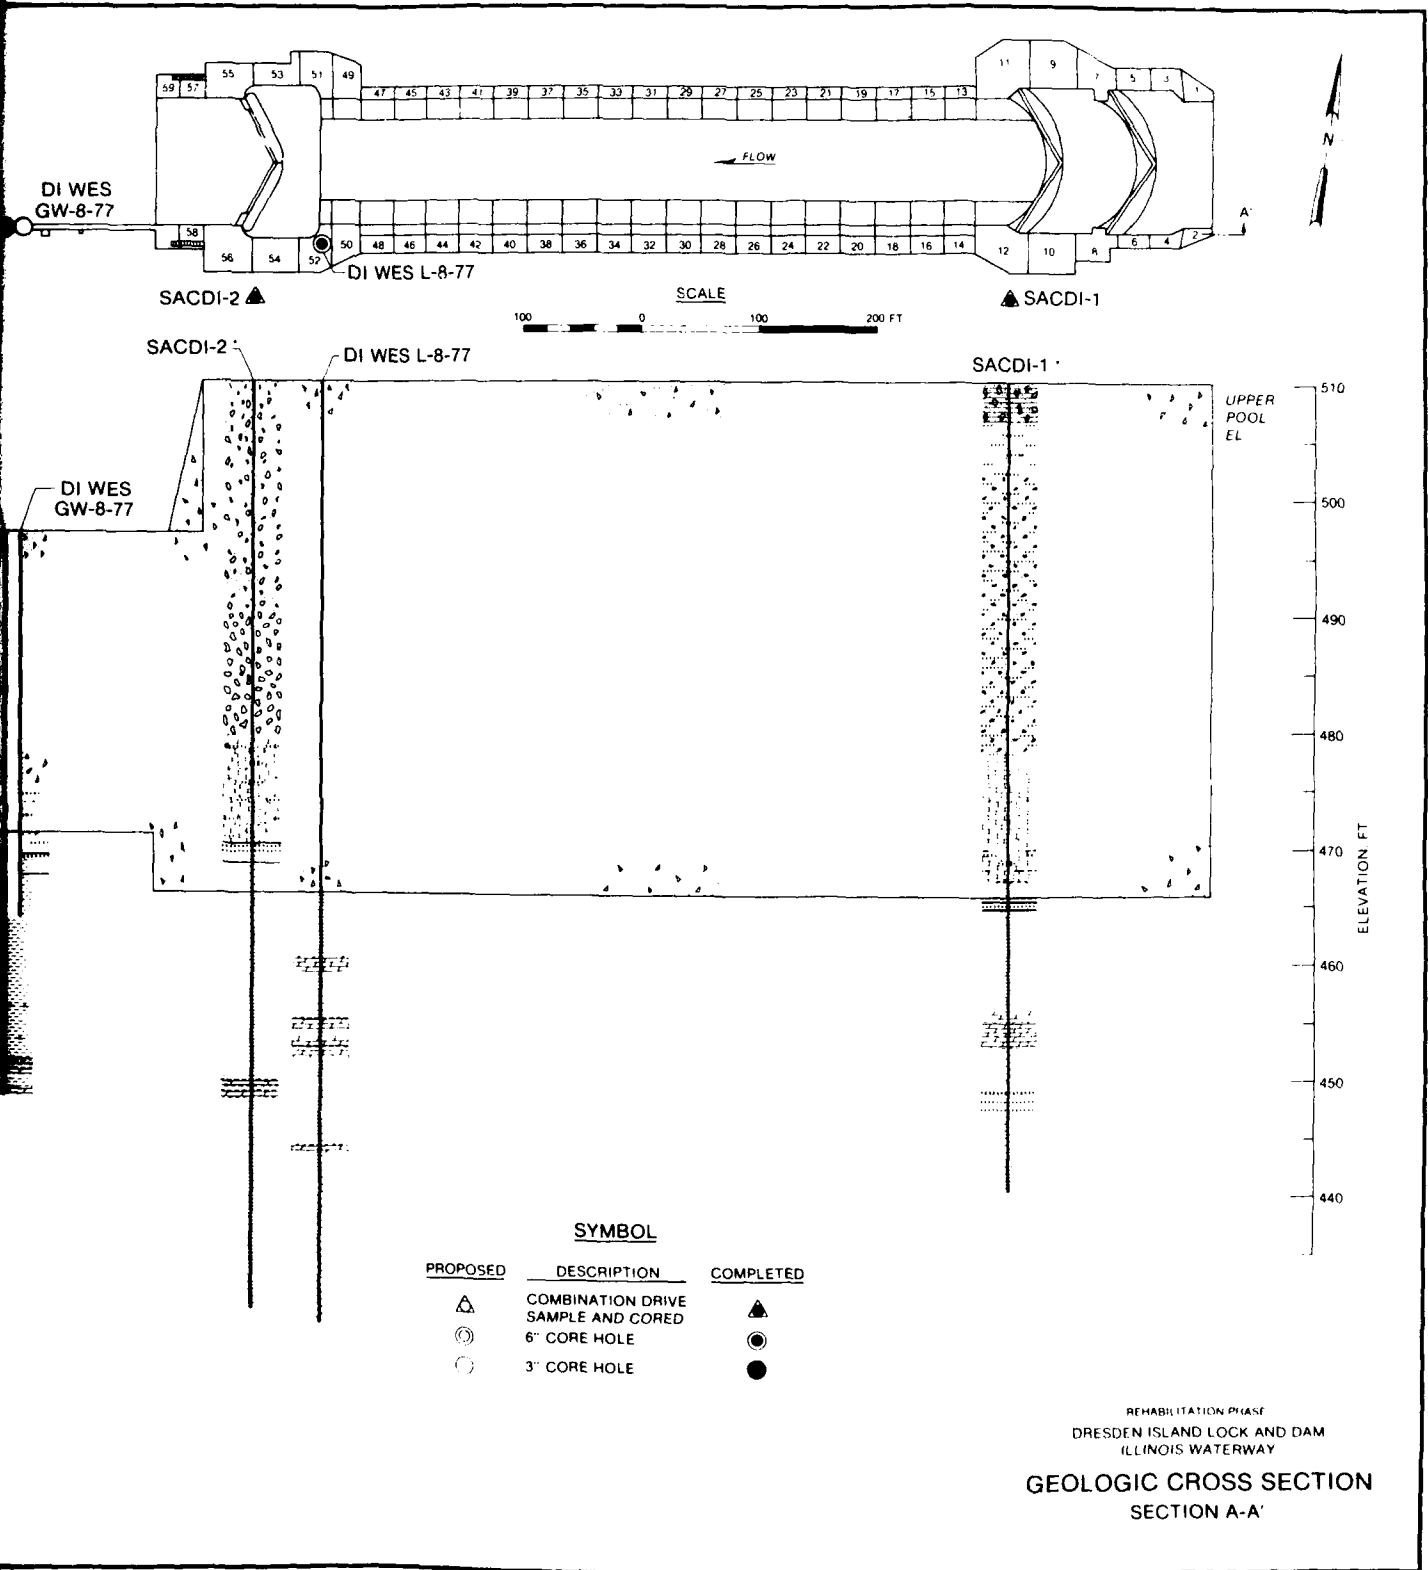 55 53 51 49
59 57
47 45 43 41 39 37 35 33 31 29 27 25 23 21 19 17 15 13
11 9 7 5 3 1
FLOW
N
DI WES
GW-8-77
58
56 54 52 50 48 46 44 42 40 38 36 34 32 30 28 26 24 22 20 18 16 14
12 10 8 6 4 2
A'
DI WES L-8-77
SACDI-2
SACDI-1
SCALE
100 0 100 200 FT
SACDI-2
DI WES L-8-77
SACDI-1
UPPER
POOL
EL
510
500
490
480
470
460
450
440
ELEVATION FT
DI WES
GW-8-77
SYMBOL
PROPOSED DESCRIPTION COMPLETED
COMBINATION DRIVE
SAMPLE AND CORED
6" CORE HOLE
3" CORE HOLE
REHABILITATION PHASE
DRESDEN ISLAND LOCK AND DAM
ILLINOIS WATERWAY
GEOLOGIC CROSS SECTION
SECTION A-A'